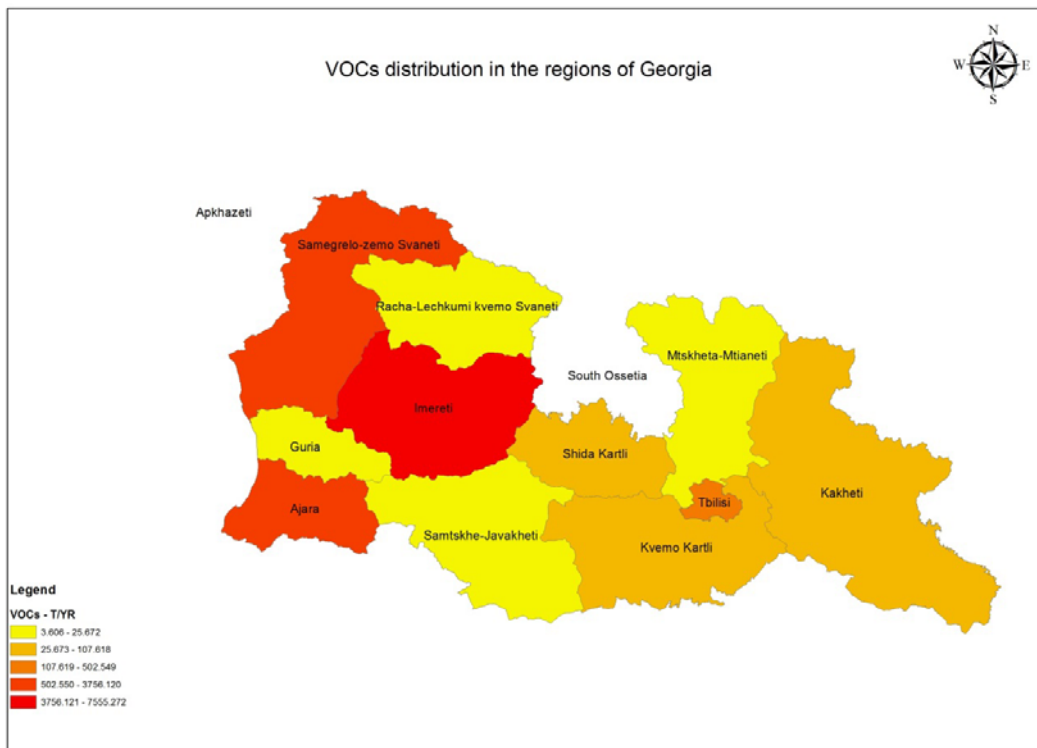 N
W
E
S
VOCs distribution in the regions of Georgia
Apkhazeti
Samegrelo-zemo Svaneti
Racha-Lechkumi kvemo Svaneti
Mtskheta-Mtianeti
South Ossetia
Imereti
Guria
Shida Kartli
Kakheti
Tbilisi
Ajara
Samtskhe-Javakheti
Kvemo Kartli
Legend
VOCs - T/YR
3.606 - 25.672
25.673 - 107.618
107.619 - 502.549
502.550 - 3756.120
3756.121 - 7555.272